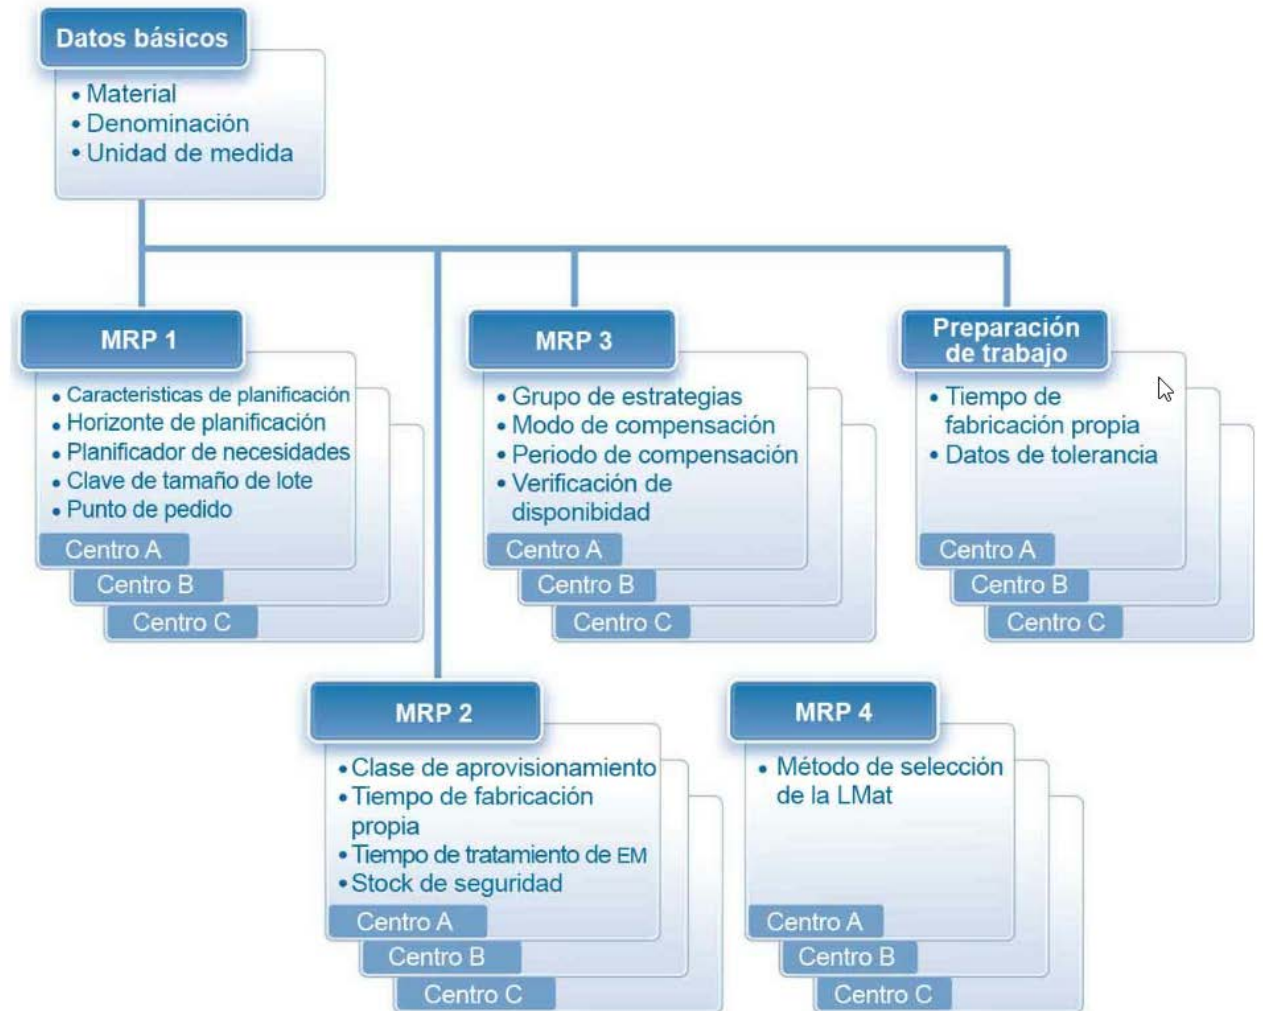 Datos básicos
• Material
• Denominación
• Unidad de medida
MRP 1
• Caracteristicas de planificación
• Horizonte de planificación
• Planificador de necesidades
• Clave de tamaño de lote
• Punto de pedido
Centro A
Centro B
Centro C
MRP 3
• Grupo de estrategias
• Modo de compensación
• Periodo de compensación
• Verificación de
disponibidad
Centro A
Centro B
Centro C
Preparación
de trabajo
• Tiempo de
fabricación propia
• Datos de tolerancia
Centro A
Centro B
Centro C
MRP 2
• Clase de aprovisionamiento
• Tiempo de fabricación
propia
• Tiempo de tratamiento de EM
• Stock de seguridad
Centro A
Centro B
Centro C
MRP 4
• Método de selección
de la LMat
Centro A
Centro B
Centro C